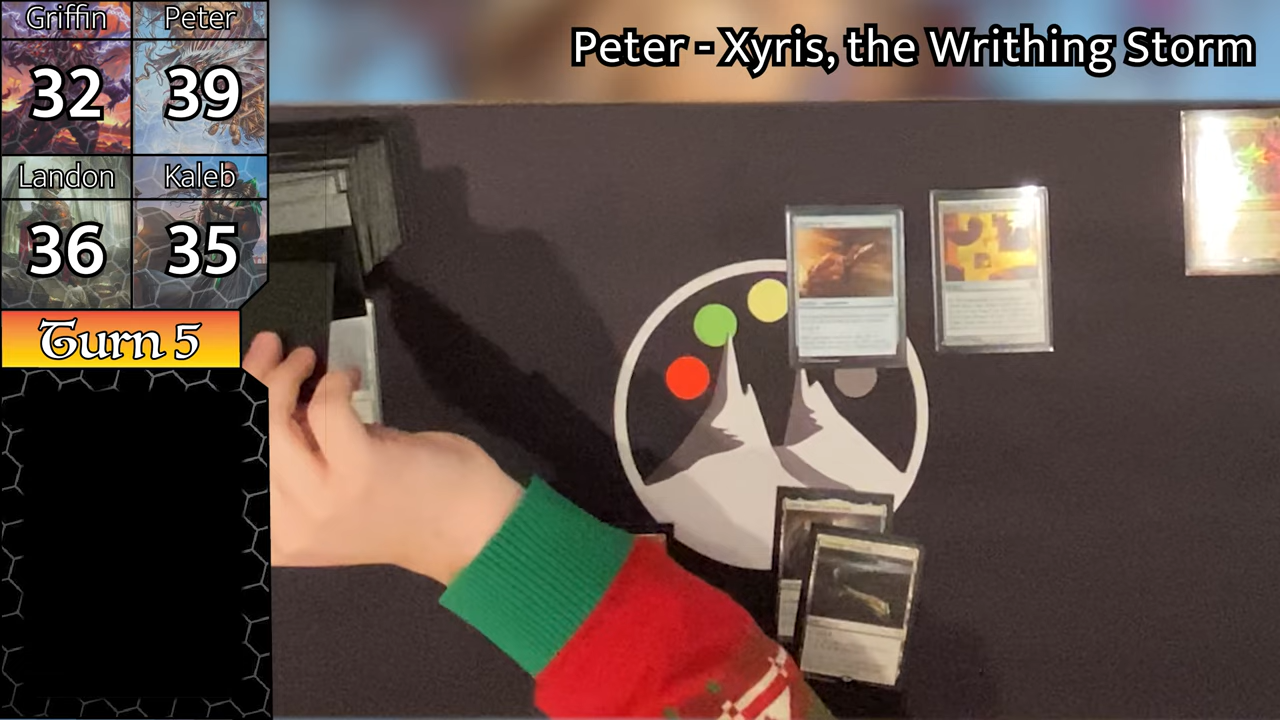 Griffin Peter
32 39
Landon Kaleb
36 35
Turn 5
Peter - Xyris, the Writhing Storm